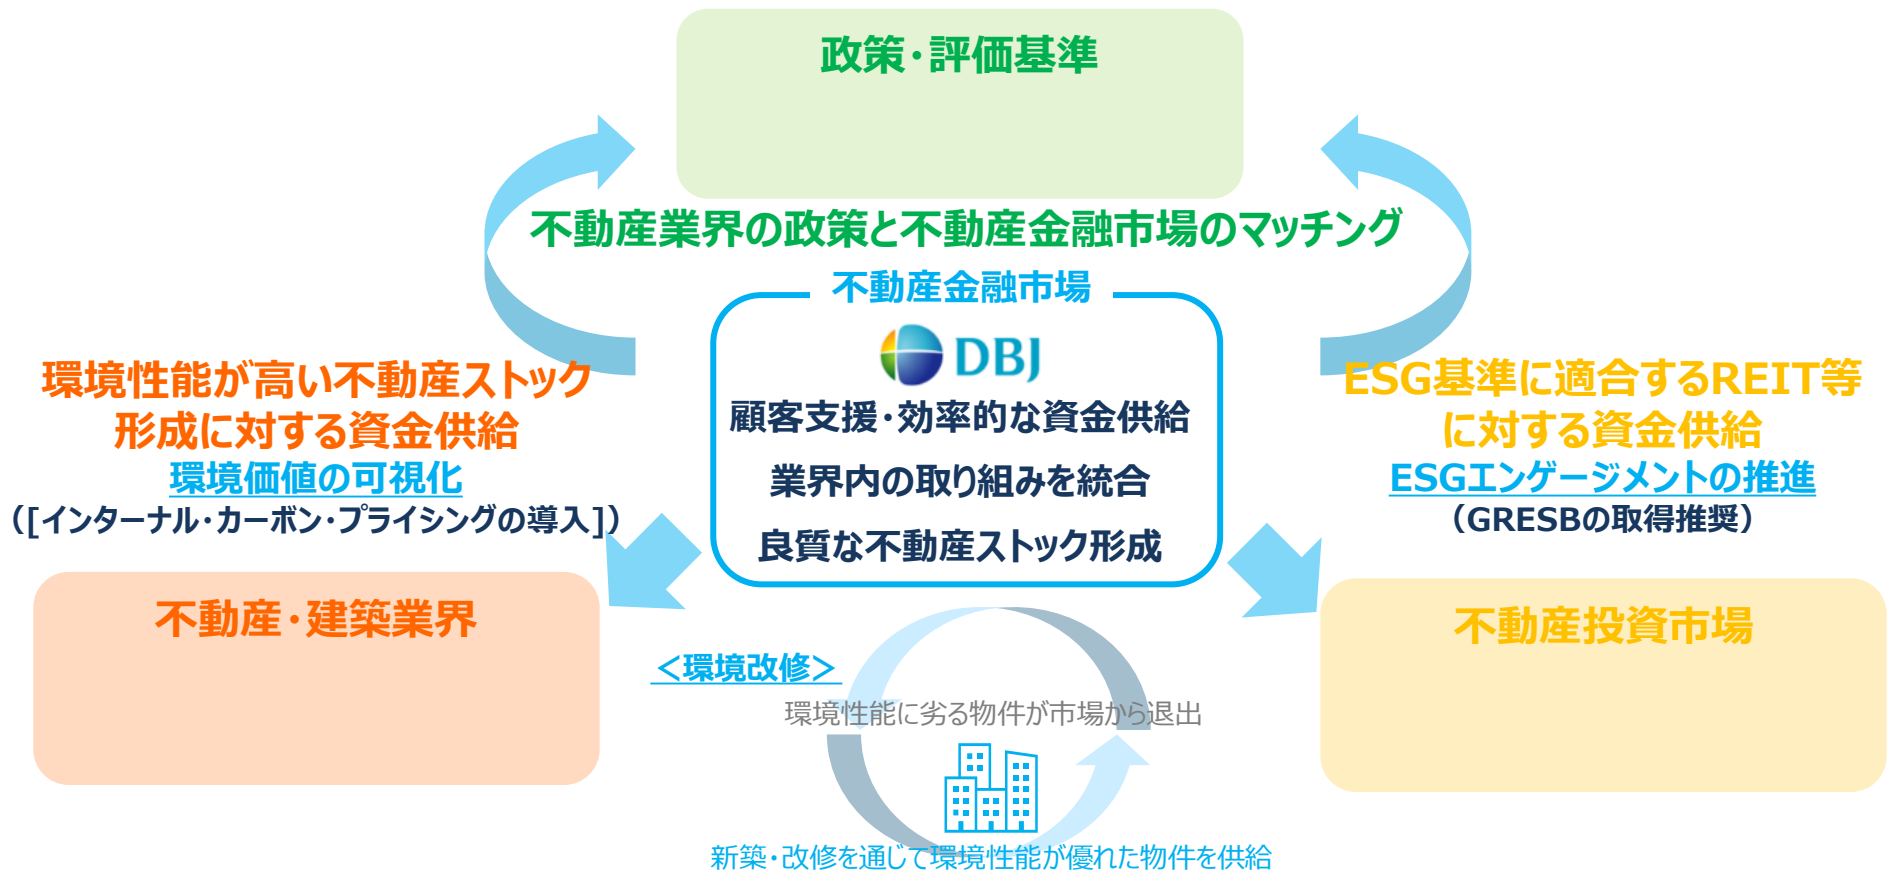 政策・評価基準
不動産業界の政策と不動産金融市場のマッチング
不動産金融市場
DBJ
顧客支援・効率的な資金供給
業界内の取り組みを統合
良質な不動産ストック形成
環境性能が高い不動産ストック
形成に対する資金供給
環境価値の可視化
（[インターナル・カーボン・プライシングの導入]）
ESG基準に適合するREIT等
に対する資金供給
ESGエンゲージメントの推進
（GRESBの取得推奨）
不動産・建築業界
不動産投資市場
＜環境改修＞
環境性能に劣る物件が市場から退出
新築・改修を通じて環境性能が優れた物件を供給